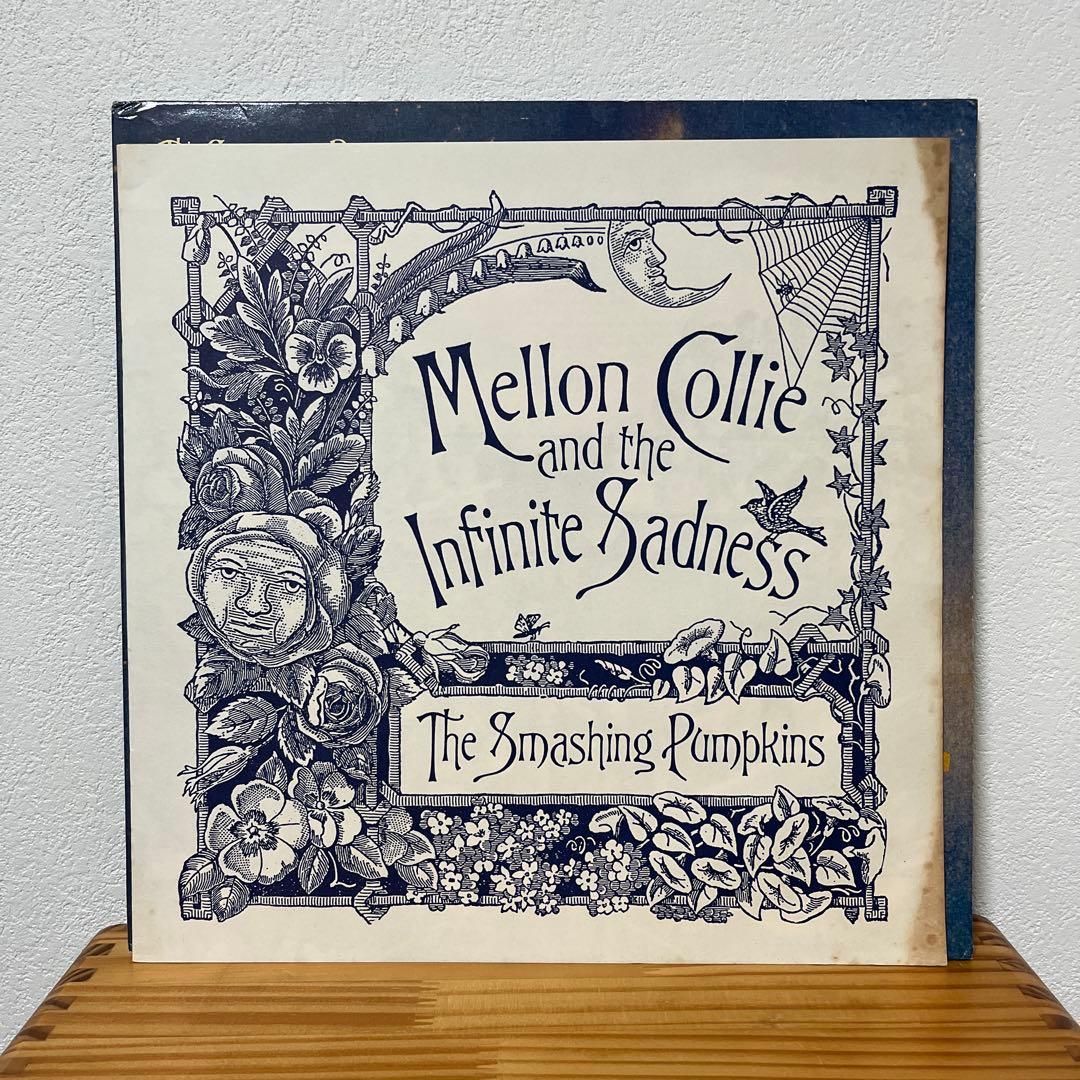 Mellon Collie
and the
Infinite Sadness
The Smashing Pumpkins